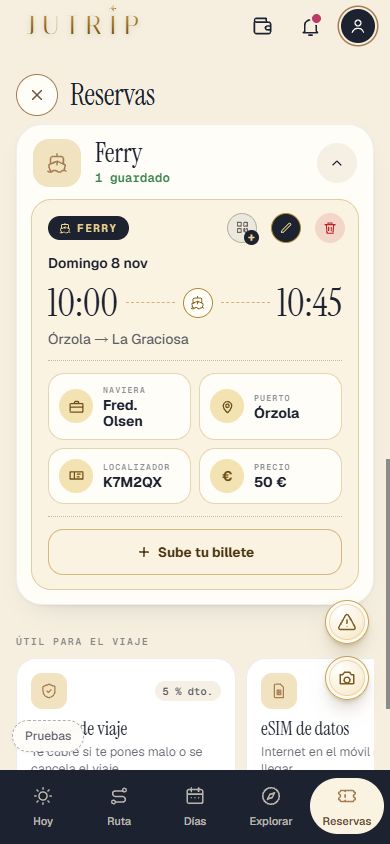 JUTRIP
Reservas
Ferry
1 guardado
FERRY
Domingo 8 nov
10:00
10:45
Órzola → La Graciosa
NAVIERA
Fred.
Olsen
PUERTO
Órzola
LOCALIZADOR
K7M2QX
PRECIO
€
50 €
+ Sube tu billete
ÚTIL PARA EL VIAJE
5 % dto.
de viaje
eSIM de datos
Pruebas
Te cubre si te pones malo o se
cancela el viaje
Internet en el móvil
llegar
Hoy
Ruta
Días
Explorar
Reservas